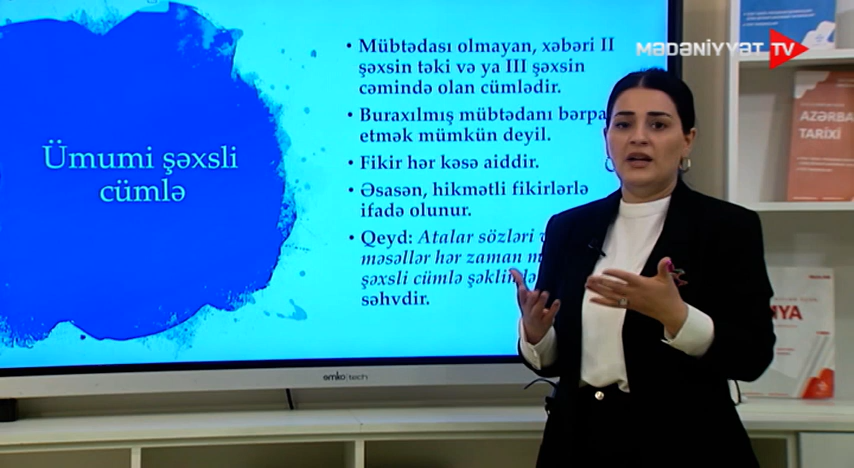 Ümumi şəxsli
cümlə
• Mübtədası olmayan, xəbəri II
şəxsin təki və ya III şəxsin
cəmində olan cümlədir.
• Buraxılmış mübtədanı bərpa
etmək mümkün deyil.
• Fikir hər kəsə aiddir.
• Əsasən, hikmətli fikirlərlə
ifadə olunur.
• Qeyd: Atalar sözləri
məsəllər hər zaman
şəxsli cümlə şəklində
səhvdir.
MƏDƏNİYYƏT TV
AZƏRBA
TARİXİ
emko tech